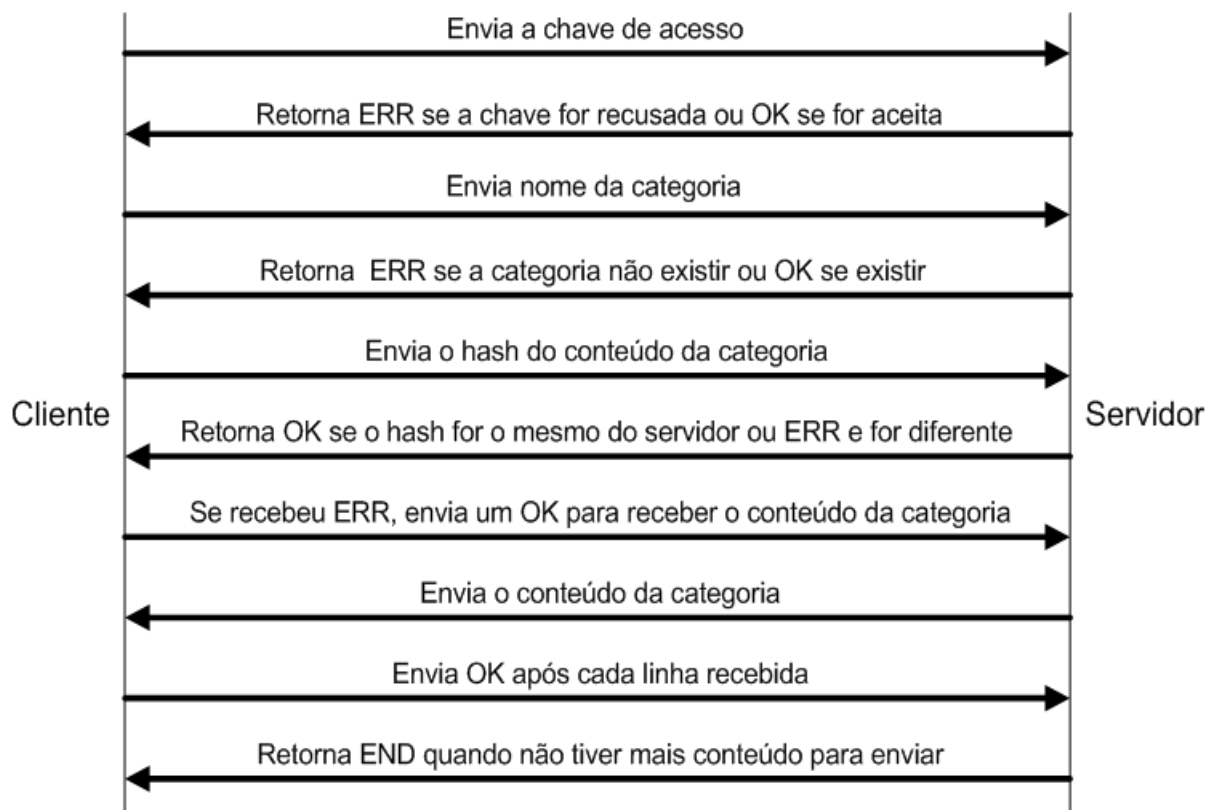 Envia a chave de acesso
Retorna ERR se a chave for recusada ou OK se for aceita
Envia nome da categoria
Retorna ERR se a categoria não existir ou OK se existir
Envia o hash do conteúdo da categoria
Cliente
Servidor
Retorna OK se o hash for o mesmo do servidor ou ERR e for diferente
Se recebeu ERR, envia um OK para receber o conteúdo da categoria
Envia o conteúdo da categoria
Envia OK após cada linha recebida
Retorna END quando não tiver mais conteúdo para enviar